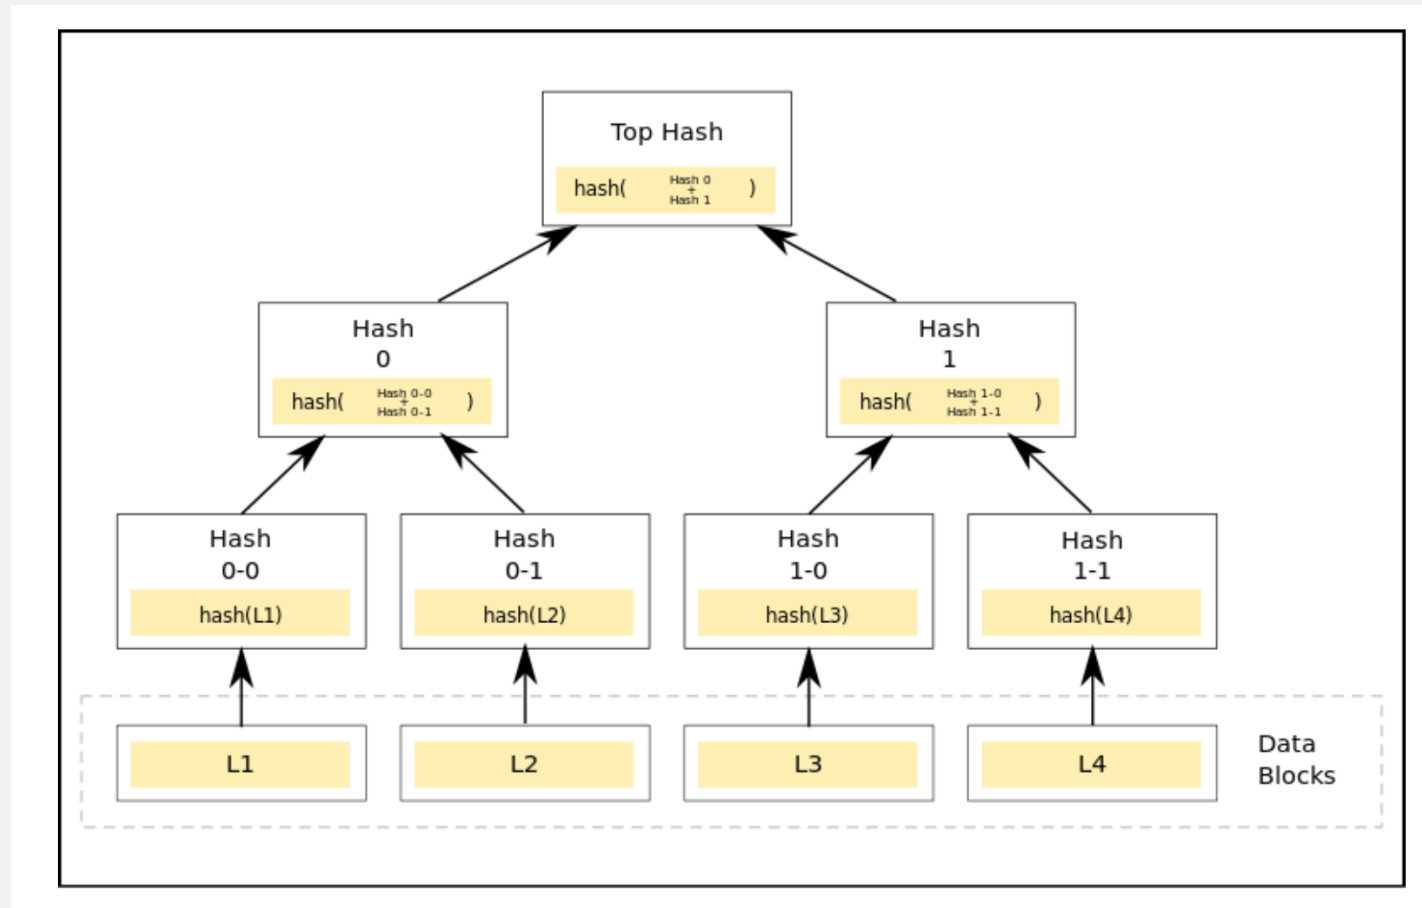 Top Hash
hash( Hash 0 + Hash 1 )
Hash
0
hash( Hash 0-0 + Hash 0-1 )
Hash
1
hash( Hash 1-0 + Hash 1-1 )
Hash
0-0
hash(L1)
Hash
0-1
hash(L2)
Hash
1-0
hash(L3)
Hash
1-1
hash(L4)
L1
L2
L3
L4
Data
Blocks